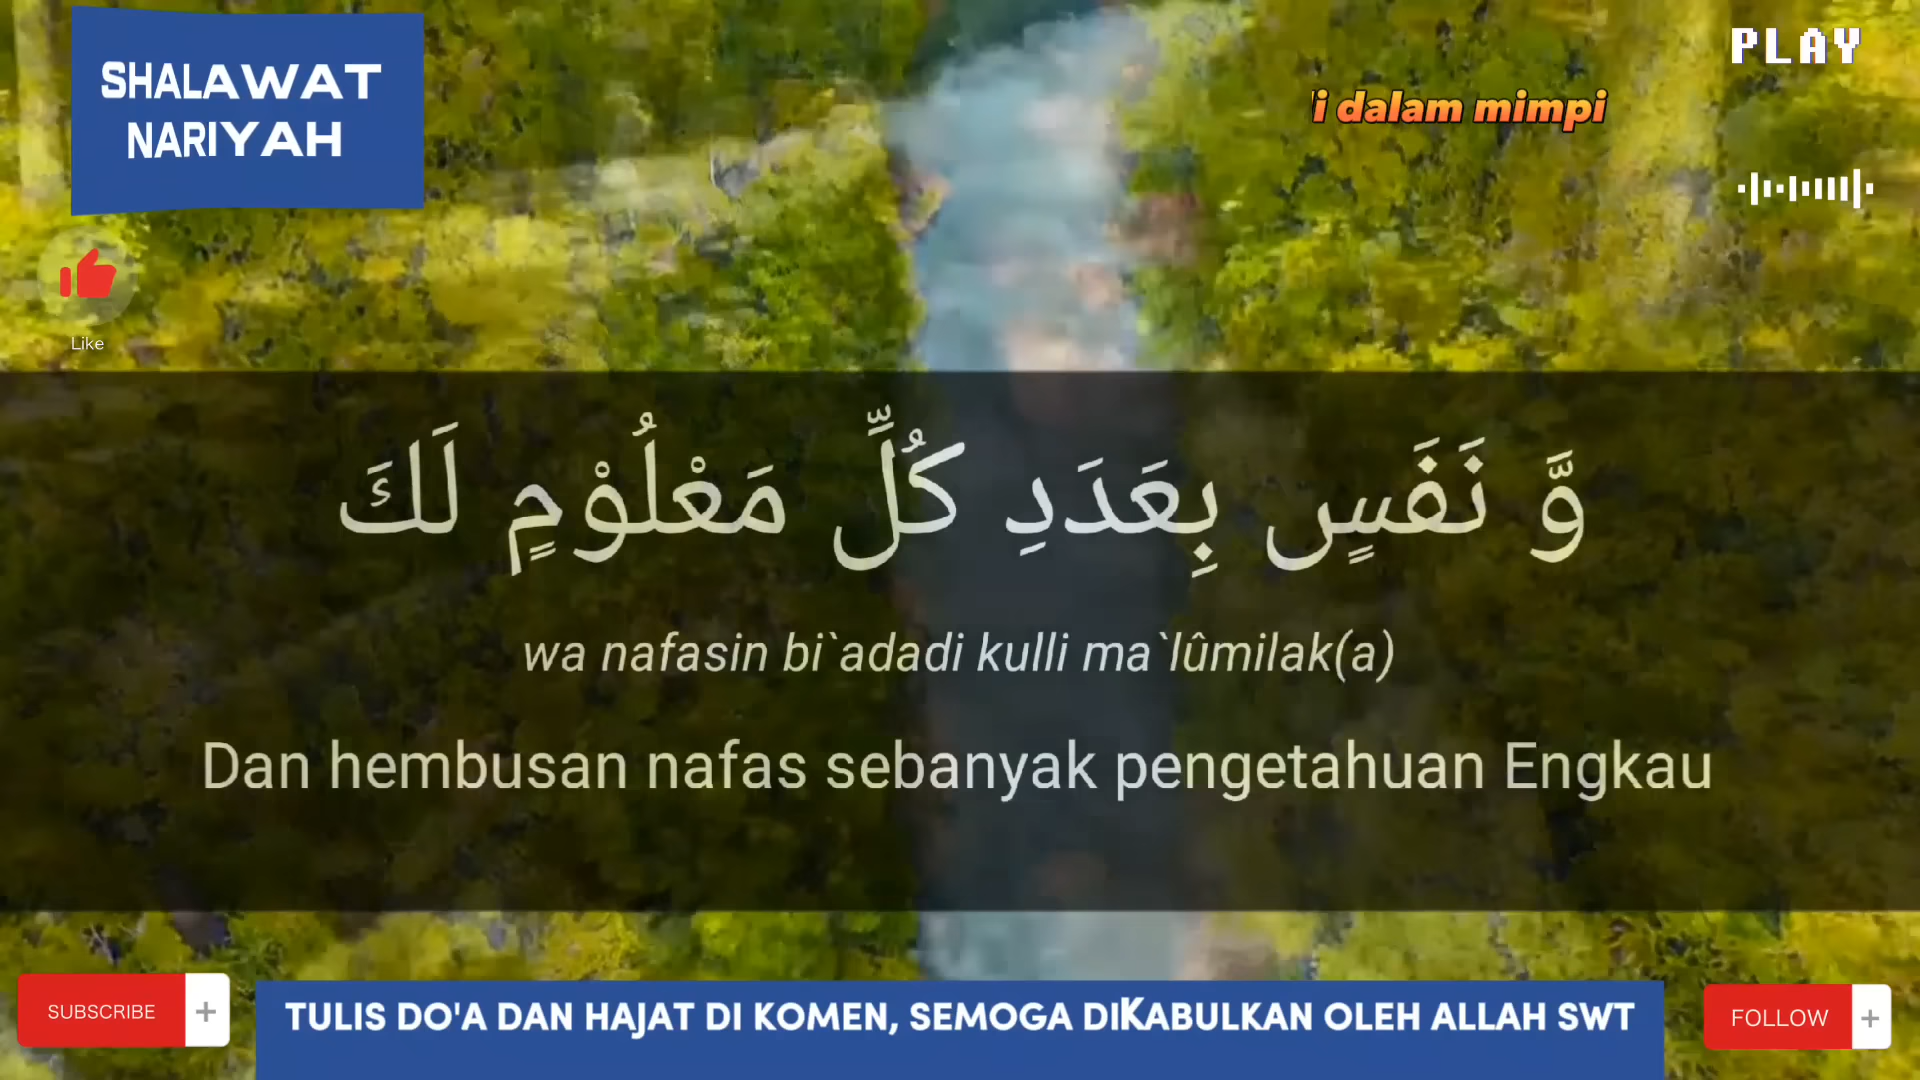 SHALAWAT
NARIYAH
PLAY
i dalam mimpi
Like
وَّ نَفَسٍ بِعَدَدِ كُلِّ مَعْلُوْمٍ لَكَ
wa nafasin bi`adadi kulli ma`lûmilak(a)
Dan hembusan nafas sebanyak pengetahuan Engkau
SUBSCRIBE +
TULIS DO'A DAN HAJAT DI KOMEN, SEMOGA DIKABULKAN OLEH ALLAH SWT
FOLLOW +